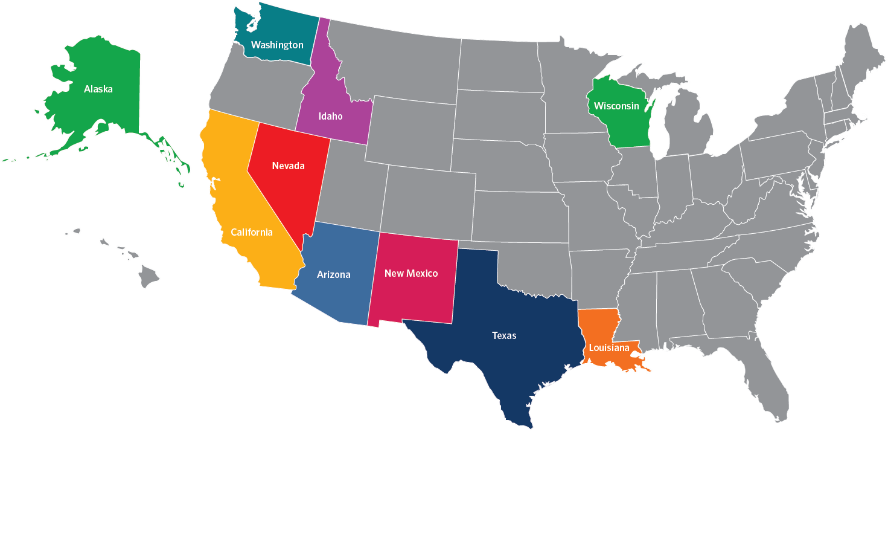 Washington
Alaska
Wisconsin
Idaho
Nevada
California
Arizona
New Mexico
Texas
Louisiana